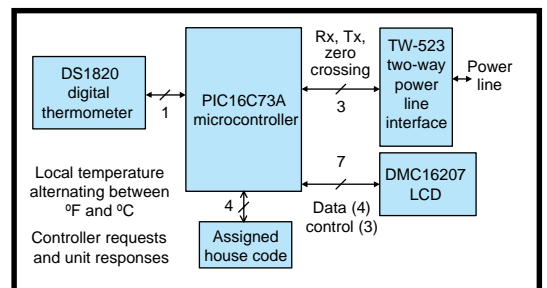 DS1820
digital
thermometer
1
PIC16C73A
microcontroller
Rx, Tx,
zero
crossing
3
TW-523
two-way
power
line
interface
Power
line
7
Data (4)
control (3)
DMC16207
LCD
4
Assigned
house code
Local temperature
alternating between
ºF and ºC
Controller requests
and unit responses